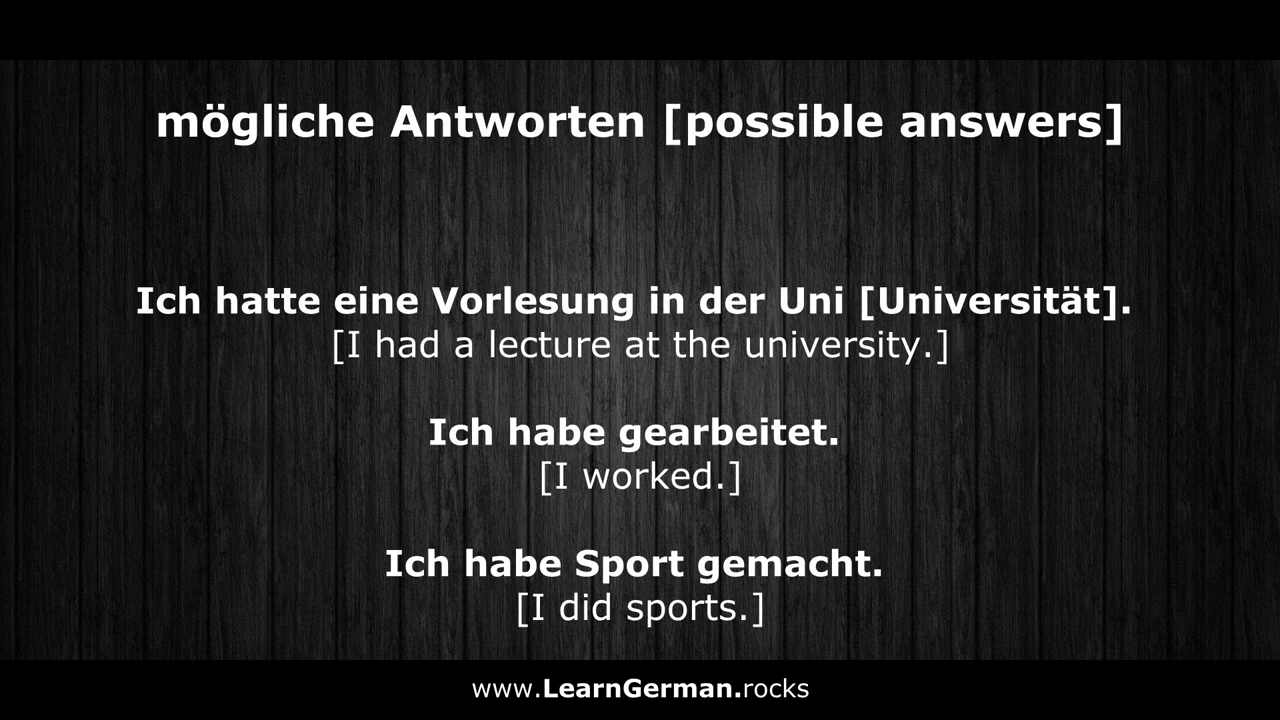 mögliche Antworten [possible answers]
Ich hatte eine Vorlesung in der Uni [Universität].
[I had a lecture at the university.]
Ich habe gearbeitet.
[I worked.]
Ich habe Sport gemacht.
[I did sports.]
www.LearnGerman.rocks